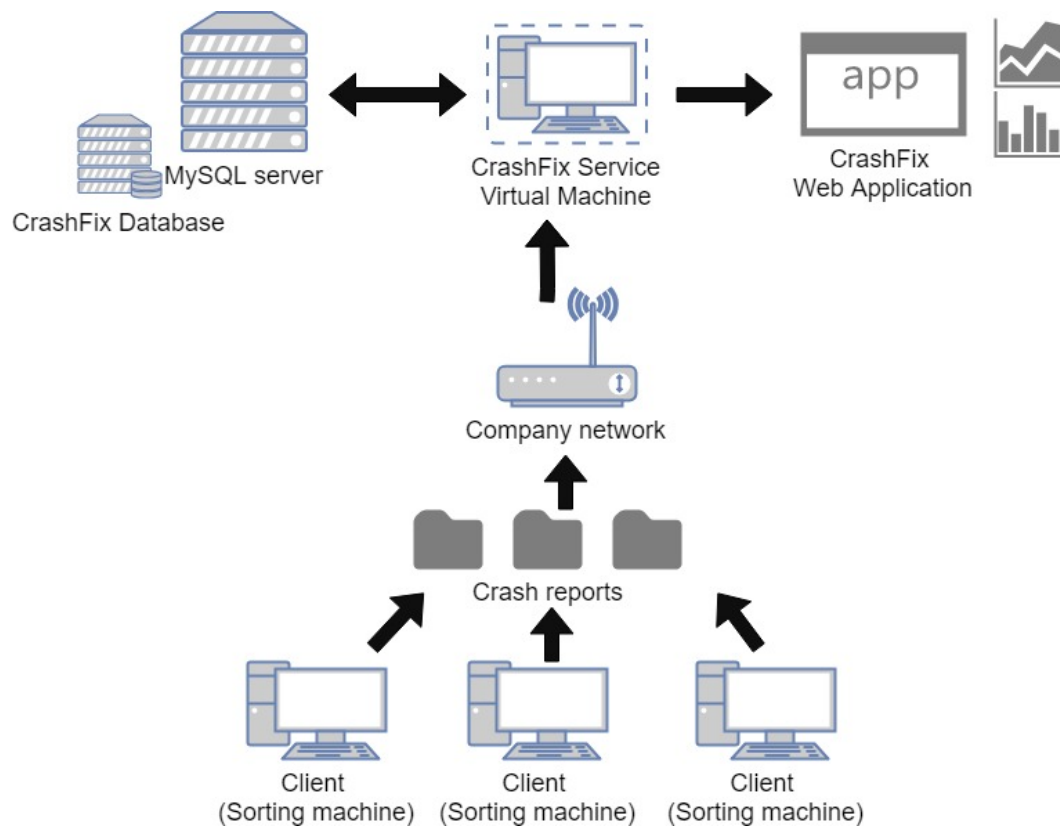 app
MySQL server
CrashFix Database
CrashFix Service
Virtual Machine
CrashFix
Web Application
Company network
Crash reports
Client
(Sorting machine)
Client
(Sorting machine)
Client
(Sorting machine)